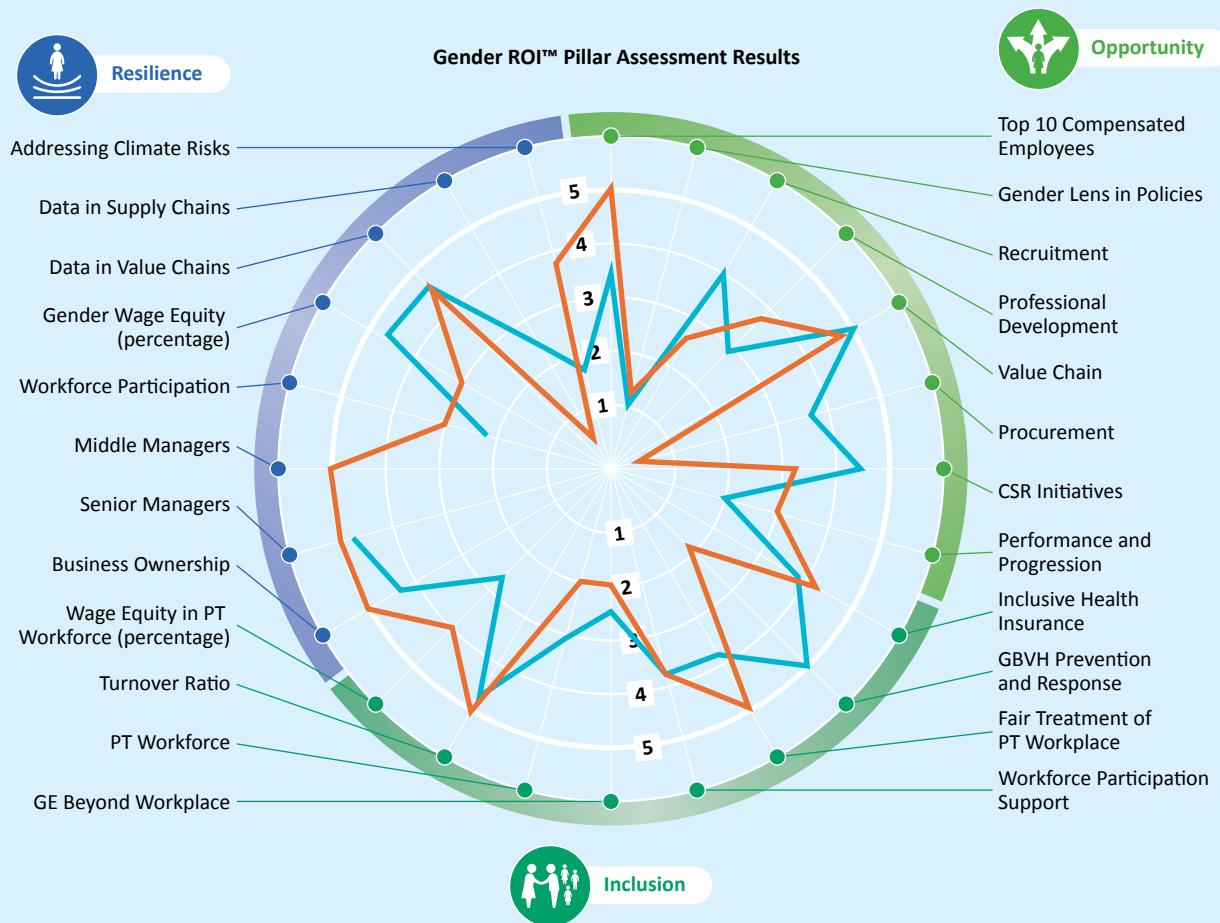 Gender ROI™ Pillar Assessment Results
Resilience
Opportunity
Addressing Climate Risks
Data in Supply Chains
Data in Value Chains
Gender Wage Equity
(percentage)
Workforce Participation
Middle Managers
Senior Managers
Business Ownership
Wage Equity in PT
Workforce (percentage)
Turnover Ratio
PT Workforce
GE Beyond Workplace
5
4
3
2
1
1
2
3
4
5
Top 10 Compensated
Employees
Gender Lens in Policies
Recruitment
Professional
Development
Value Chain
Procurement
CSR Initiatives
Performance and
Progression
Inclusive Health
Insurance
GBVH Prevention
and Response
Fair Treatment of
PT Workplace
Workforce Participation
Support
Inclusion